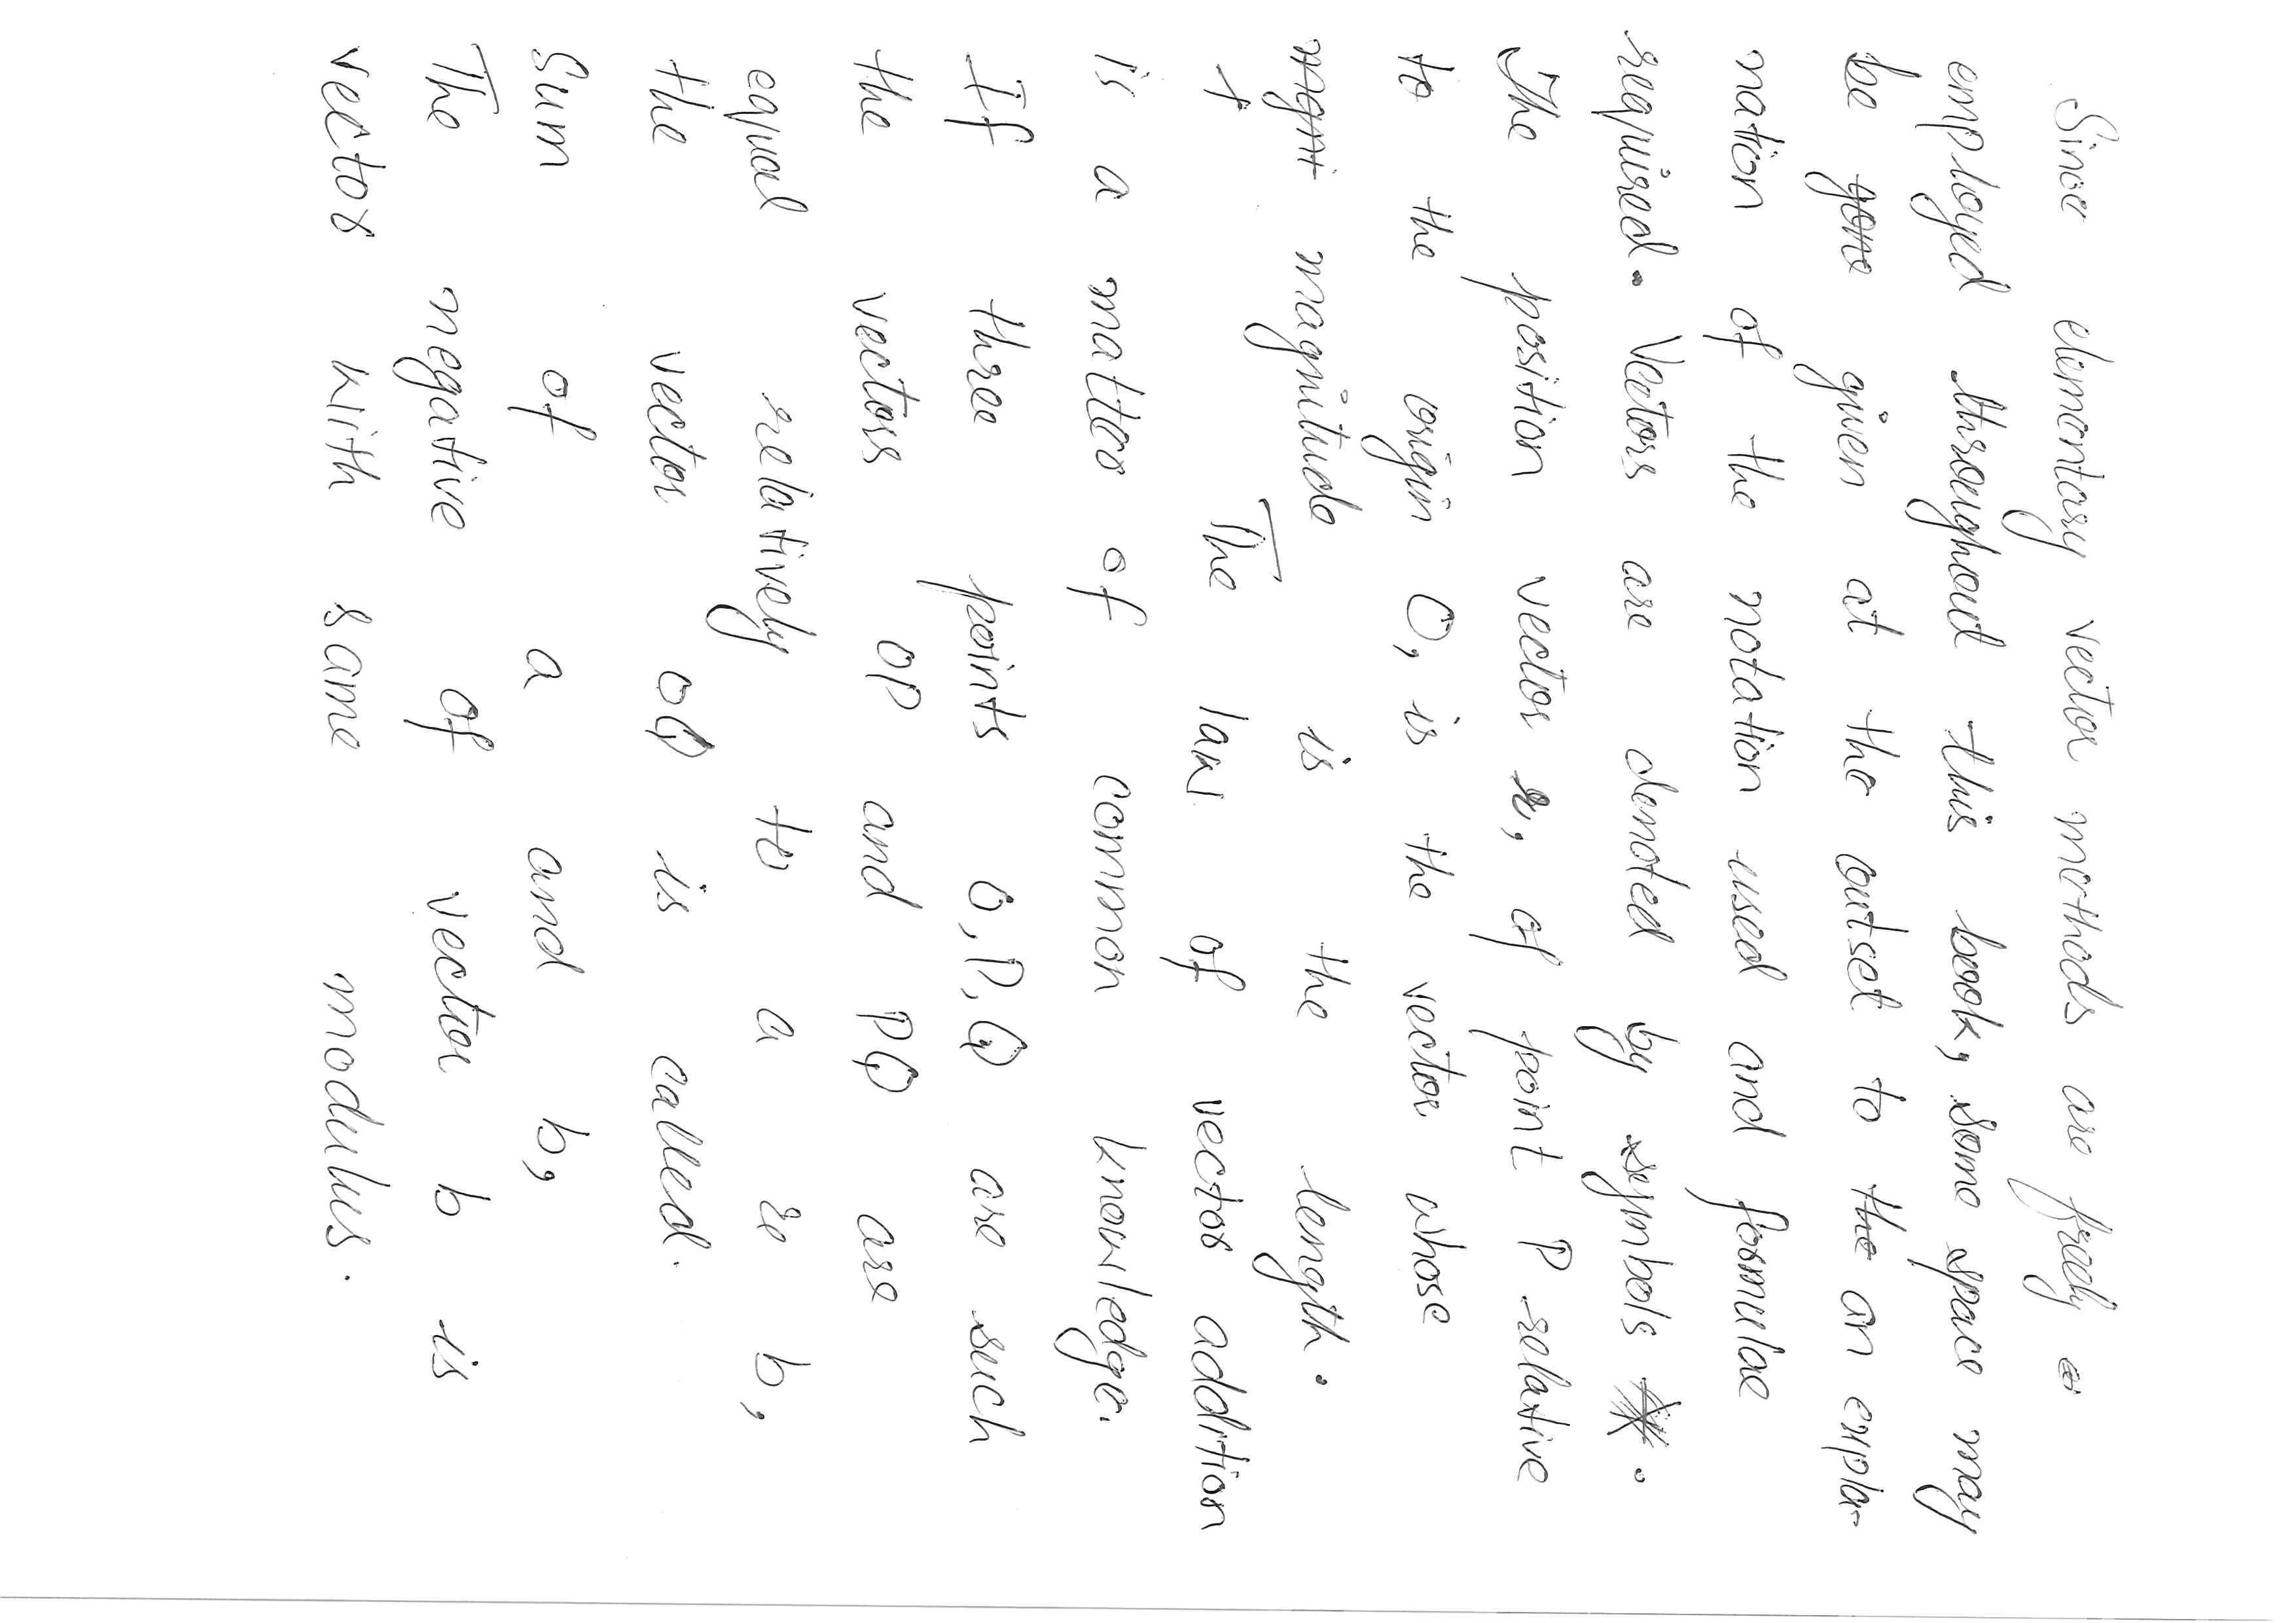 Since elementary vector methods are freely
employed throughout this book, some space may
be gone given at the outset to the an expla-
nation of the notation used and formulae
required. Vectors are denoted by symbols .
The position vector r, of point P relative
to the origin O, is the vector whose
mgni magnitude is the length.
The law of vector addition
is a matter of common knowledge.
If three points O, P, Q are such
the vectors OP and PQ are
equal relatively to a & b,
the vector OQ is called.
Sum of a and b,
The negative of vector b is
vector with same modulus.